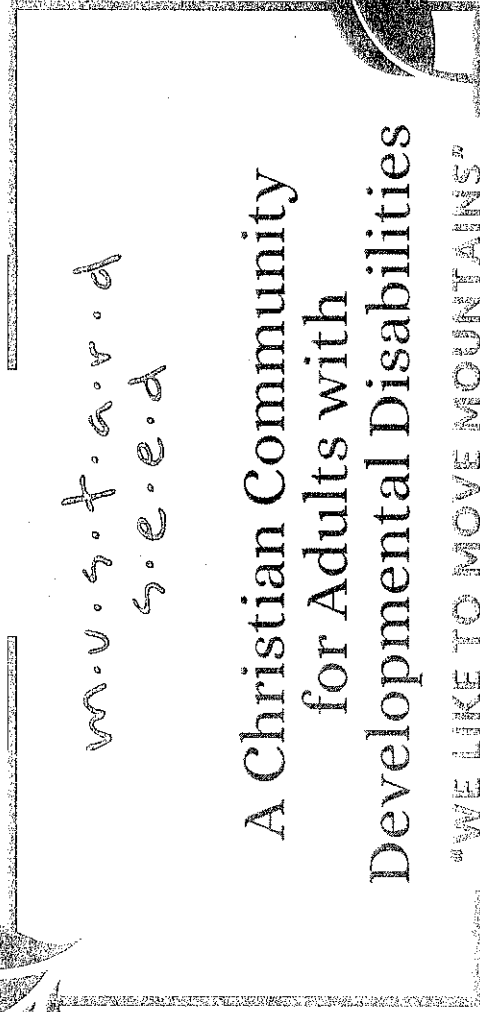 m.u.s.t.a.r.d
s.e.e.d
A Christian Community
for Adults with
Developmental Disabilities
"WE LIKE TO MOVE MOUNTAINS"